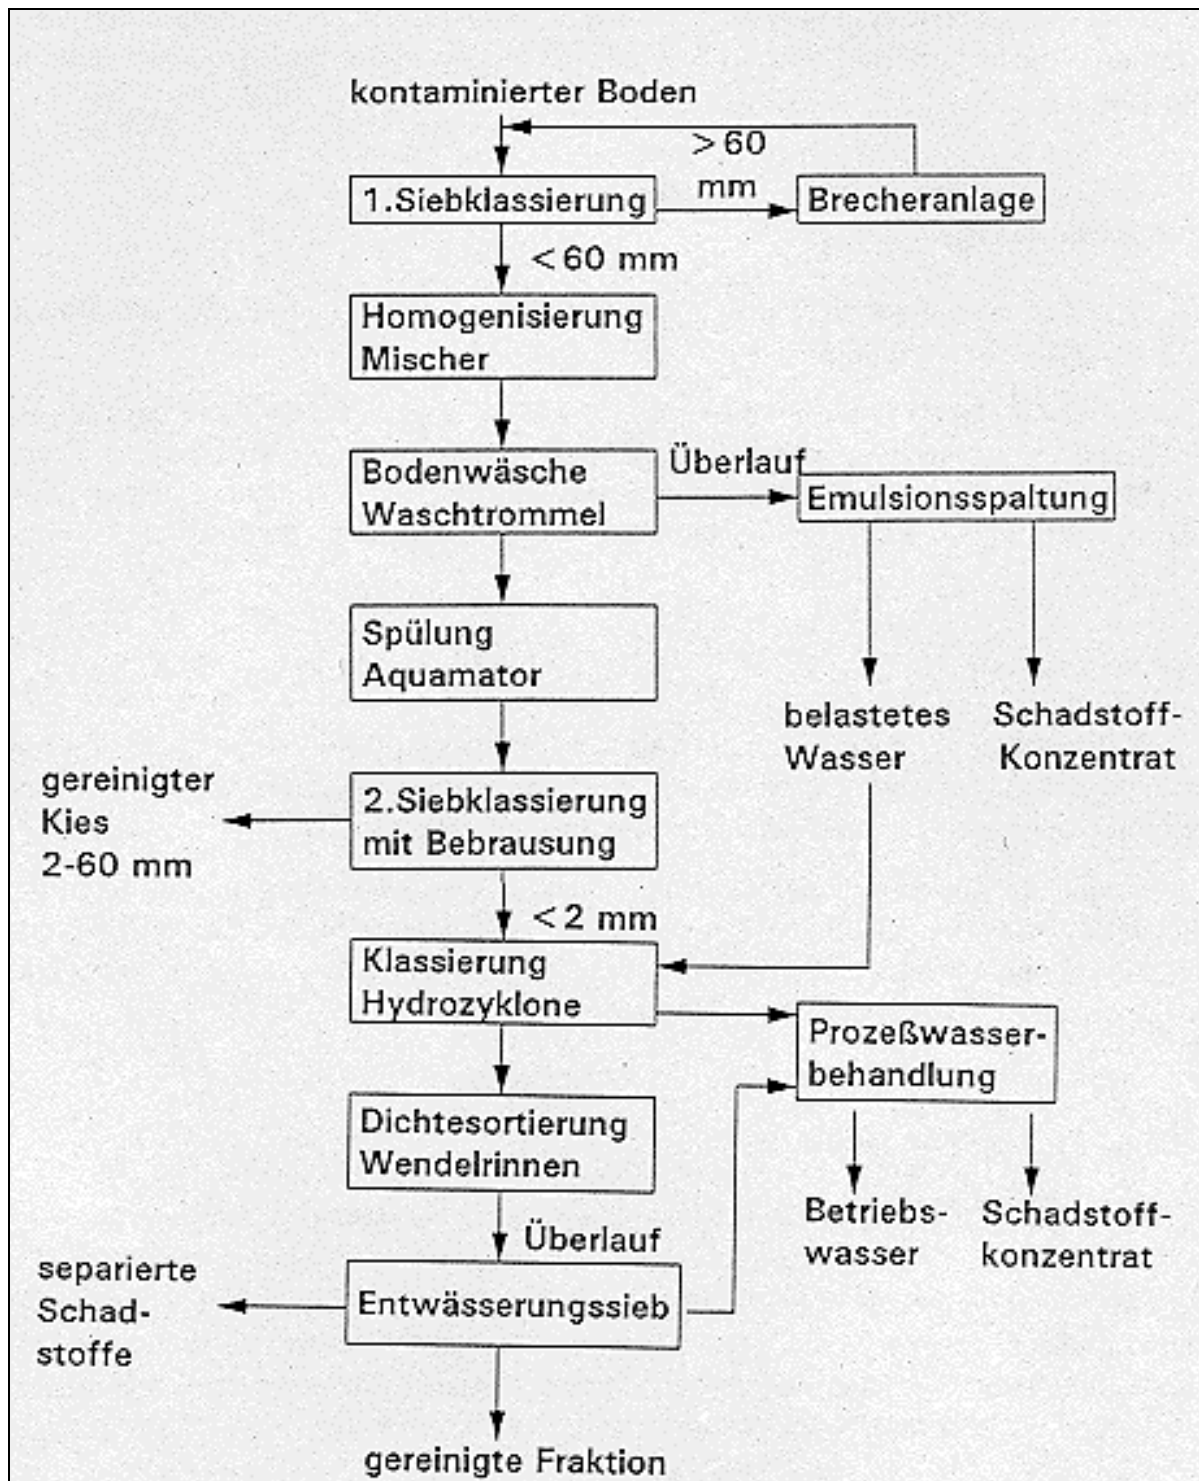 kontaminierter Boden
>60
mm
1.Siebklassierung
Brecheranlage
<60 mm
Homogenisierung
Mischer
Bodenwäsche
Waschtrommel
Überlauf
Emulsionsspaltung
Spülung
Aquamator
belastetes
Wasser
Schadstoff-
Konzentrat
gereinigter
Kies
2-60 mm
2.Siebklassierung
mit Bebrausung
<2 mm
Klassierung
Hydrozyklone
Prozeßwasser-
behandlung
Dichtesortierung
Wendelrinnen
Betriebs-
wasser
Schadstoff-
konzentrat
Überlauf
separierte
Schad-
stoffe
Entwässerungssieb
gereinigte Fraktion